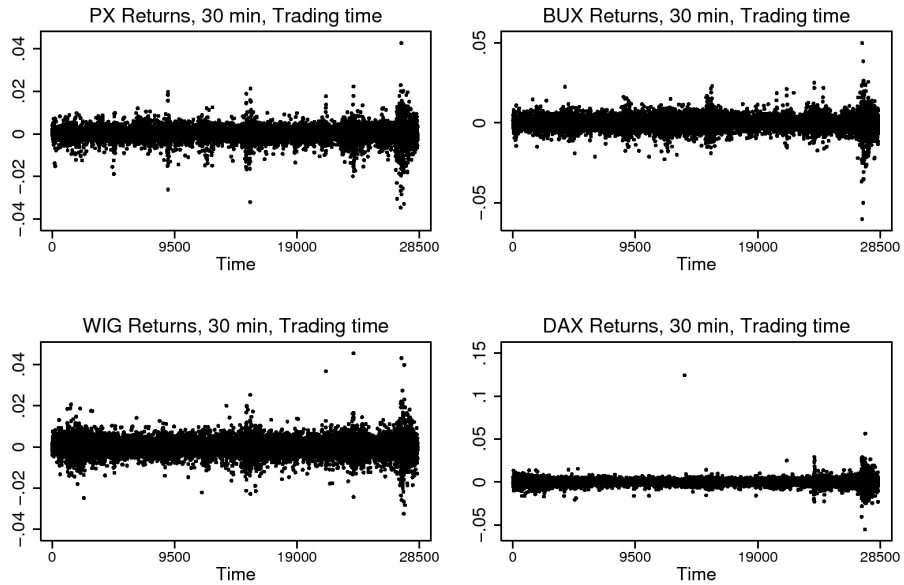 PX Returns, 30 min, Trading time
.04
.02
0
-.02
-.04
0 9500 19000 28500
Time
BUX Returns, 30 min, Trading time
.05
0
-.05
0 9500 19000 28500
Time
WIG Returns, 30 min, Trading time
.04
.02
0
-.02
-.04
0 9500 19000 28500
Time
DAX Returns, 30 min, Trading time
.15
.1
.05
0
-.05
0 9500 19000 28500
Time